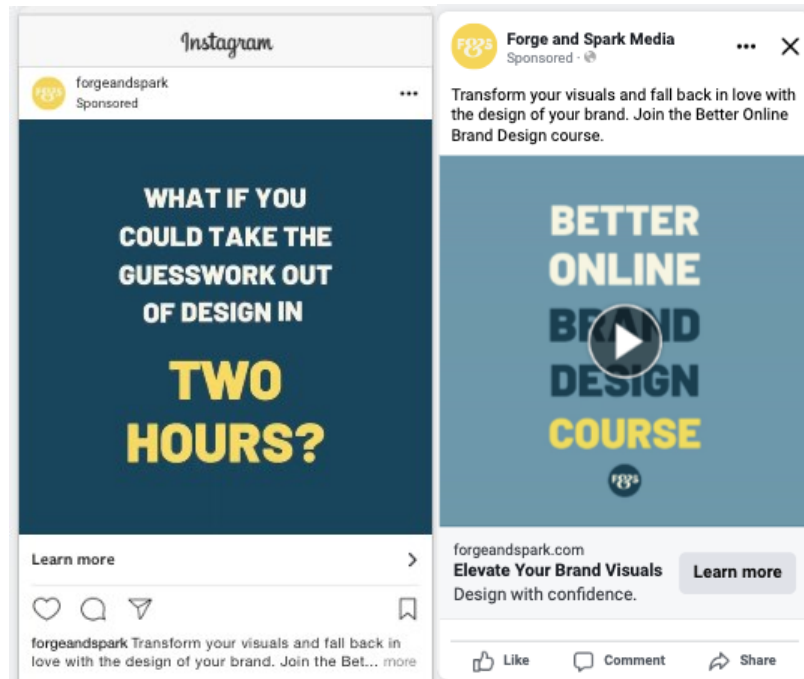 Instagram
forgeandspark
Sponsored
WHAT IF YOU
COULD TAKE THE
GUESSWORK OUT
OF DESIGN IN
TWO
HOURS?
Learn more
forgeandspark Transform your visuals and fall back in
love with the design of your brand. Join the Bet... more
F&S
Forge and Spark Media
Sponsored ·
Transform your visuals and fall back in love with
the design of your brand. Join the Better Online
Brand Design course.
BETTER
ONLINE
BRAND
DESIGN
COURSE
F&S
forgeandspark.com
Elevate Your Brand Visuals
Design with confidence.
Learn more
Like
Comment
Share